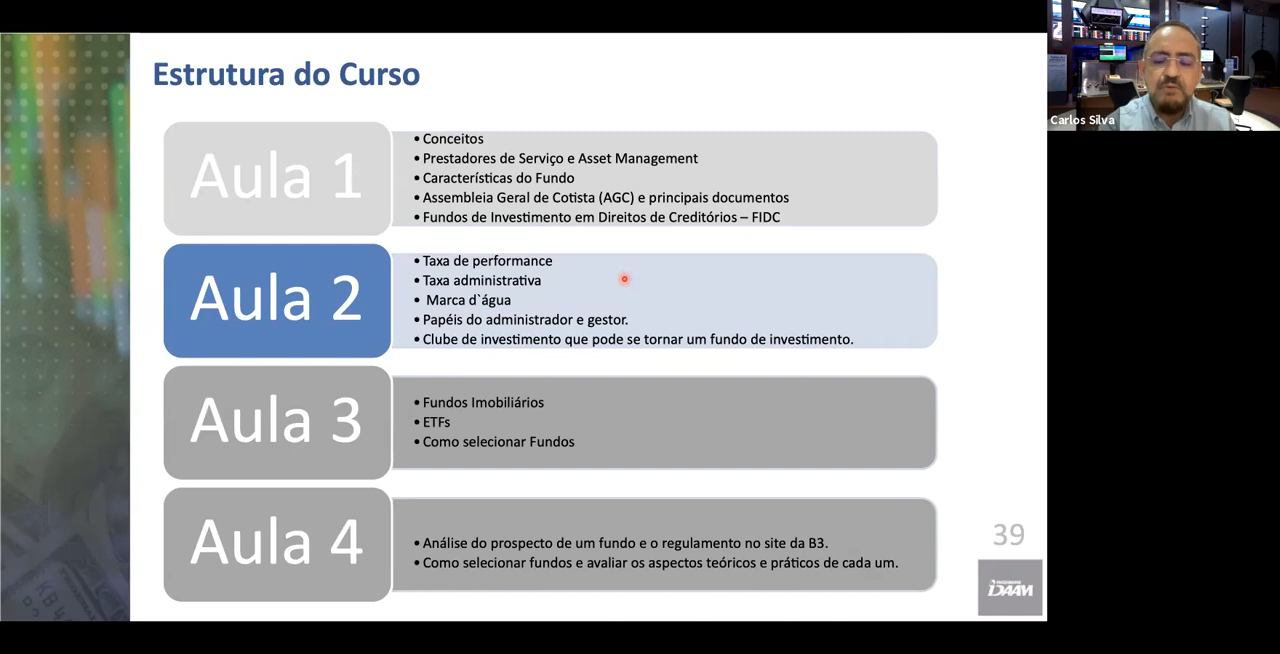 Estrutura do Curso
Carlos Silva
Aula 1
• Conceitos
• Prestadores de Serviço e Asset Management
• Características do Fundo
• Assembleia Geral de Cotista (AGC) e principais documentos
• Fundos de Investimento em Direitos de Creditórios – FIDC
Aula 2
• Taxa de performance
• Taxa administrativa
• Marca d`água
• Papéis do administrador e gestor.
• Clube de investimento que pode se tornar um fundo de investimento.
Aula 3
• Fundos Imobiliários
• ETFs
• Como selecionar Fundos
Aula 4
• Análise do prospecto de um fundo e o regulamento no site da B3.
• Como selecionar fundos e avaliar os aspectos teóricos e práticos de cada um.
39